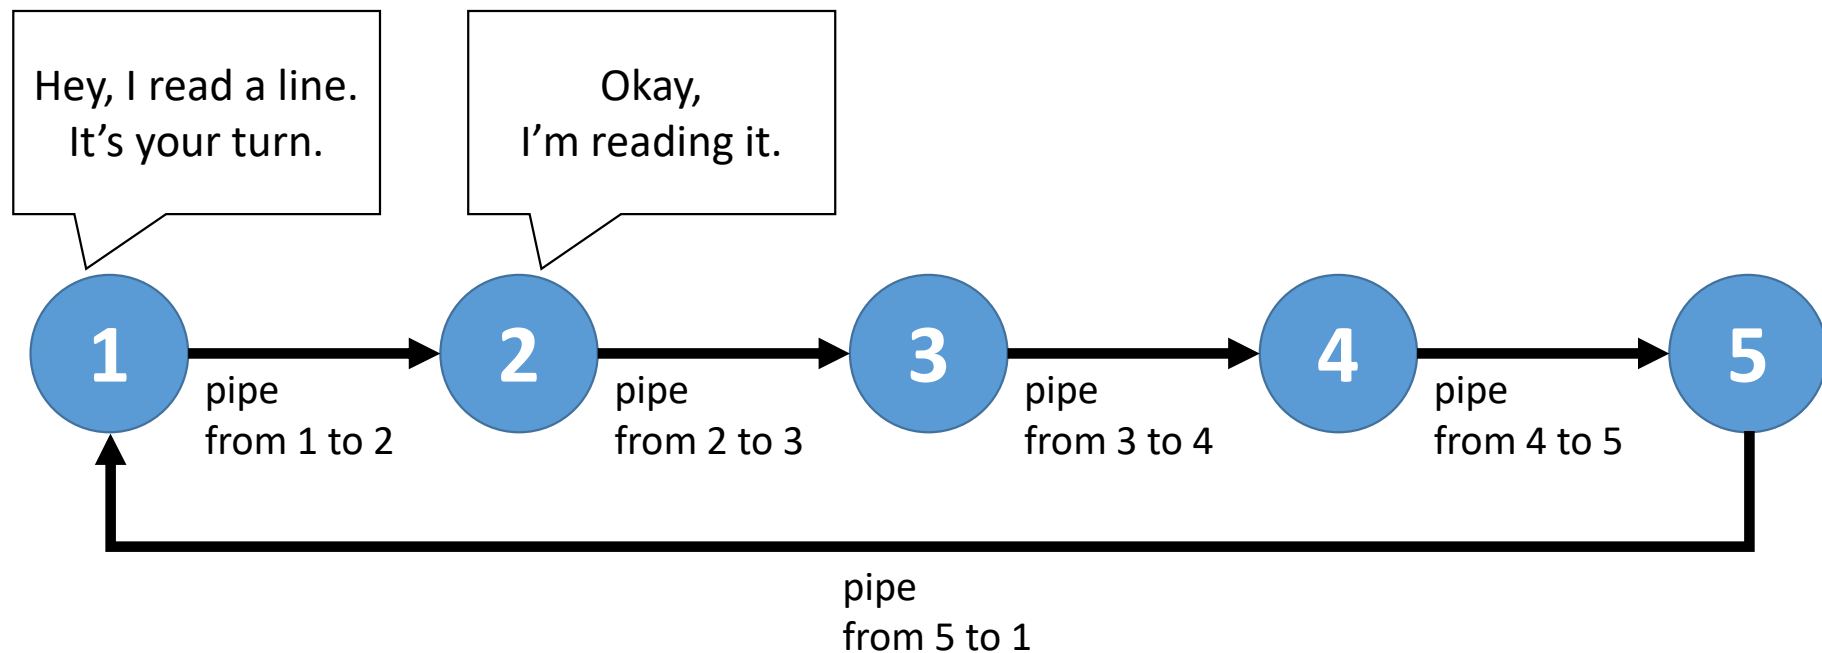 Hey, I read a line.
It’s your turn.
Okay,
I’m reading it.
1
2
3
4
5
pipe
from 1 to 2
pipe
from 2 to 3
pipe
from 3 to 4
pipe
from 4 to 5
pipe
from 5 to 1